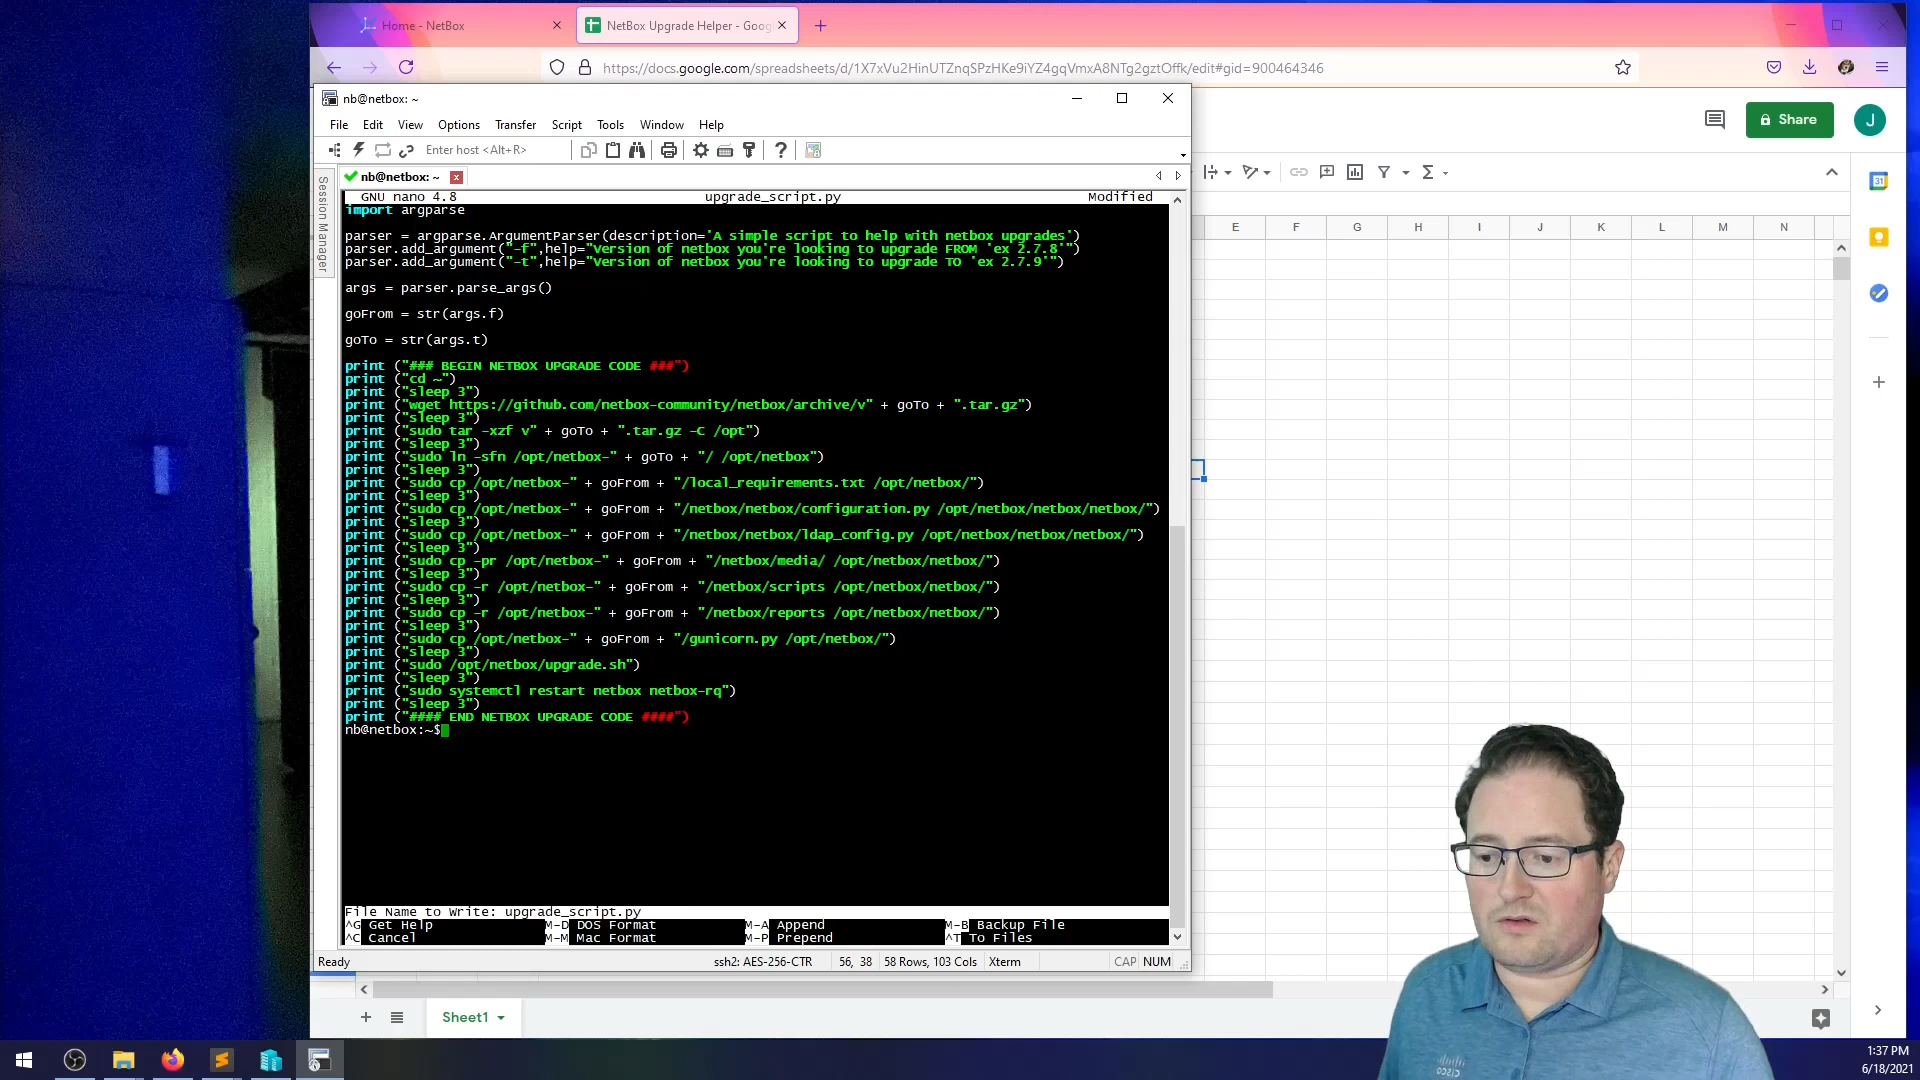 Home - NetBox
NetBox Upgrade Helper - Goog
https://docs.google.com/spreadsheets/d/1X7xVu2HinUTZnqSPzHKe9iYZ4gqVmxA8NTg2gztOffk/edit#gid=900464346
nb@netbox: ~
File Edit View Options Transfer Script Tools Window Help
Enter host <Alt+R>
Share
J
nb@netbox: ~
Session Manager
GNU nano 4.8 upgrade_script.py Modified
import argparse
parser = argparse.ArgumentParser(description='A simple script to help with netbox upgrades')
parser.add_argument("-f",help="Version of netbox you're looking to upgrade FROM 'ex 2.7.8'")
parser.add_argument("-t",help="Version of netbox you're looking to upgrade TO 'ex 2.7.9'")
args = parser.parse_args()
goFrom = str(args.f)
goTo = str(args.t)
print ("### BEGIN NETBOX UPGRADE CODE ###")
print ("cd ~")
print ("sleep 3")
print ("wget https://github.com/netbox-community/netbox/archive/v" + goTo + ".tar.gz")
print ("sleep 3")
print ("sudo tar -xzf v" + goTo + ".tar.gz -C /opt")
print ("sleep 3")
print ("sudo ln -sfn /opt/netbox-" + goTo + "/ /opt/netbox")
print ("sleep 3")
print ("sudo cp /opt/netbox-" + goFrom + "/local_requirements.txt /opt/netbox/")
print ("sleep 3")
print ("sudo cp /opt/netbox-" + goFrom + "/netbox/netbox/configuration.py /opt/netbox/netbox/netbox/")
print ("sleep 3")
print ("sudo cp /opt/netbox-" + goFrom + "/netbox/netbox/ldap_config.py /opt/netbox/netbox/netbox/")
print ("sleep 3")
print ("sudo cp -pr /opt/netbox-" + goFrom + "/netbox/media/ /opt/netbox/netbox/")
print ("sleep 3")
print ("sudo cp -r /opt/netbox-" + goFrom + "/netbox/scripts /opt/netbox/netbox/")
print ("sleep 3")
print ("sudo cp -r /opt/netbox-" + goFrom + "/netbox/reports /opt/netbox/netbox/")
print ("sleep 3")
print ("sudo cp /opt/netbox-" + goFrom + "/gunicorn.py /opt/netbox/")
print ("sleep 3")
print ("sudo /opt/netbox/upgrade.sh")
print ("sleep 3")
print ("sudo systemctl restart netbox netbox-rq")
print ("sleep 3")
print ("#### END NETBOX UPGRADE CODE ####")
nb@netbox:~$
File Name to Write: upgrade_script.py
^G Get Help M-D DOS Format M-A Append M-B Backup File
^C Cancel M-M Mac Format M-P Prepend ^T To Files
Ready ssh2: AES-256-CTR 56, 38 58 Rows, 103 Cols Xterm CAP NUM
E F G H I J K L M N
31
Sheet1
CISCO
1:37 PM
6/18/2021